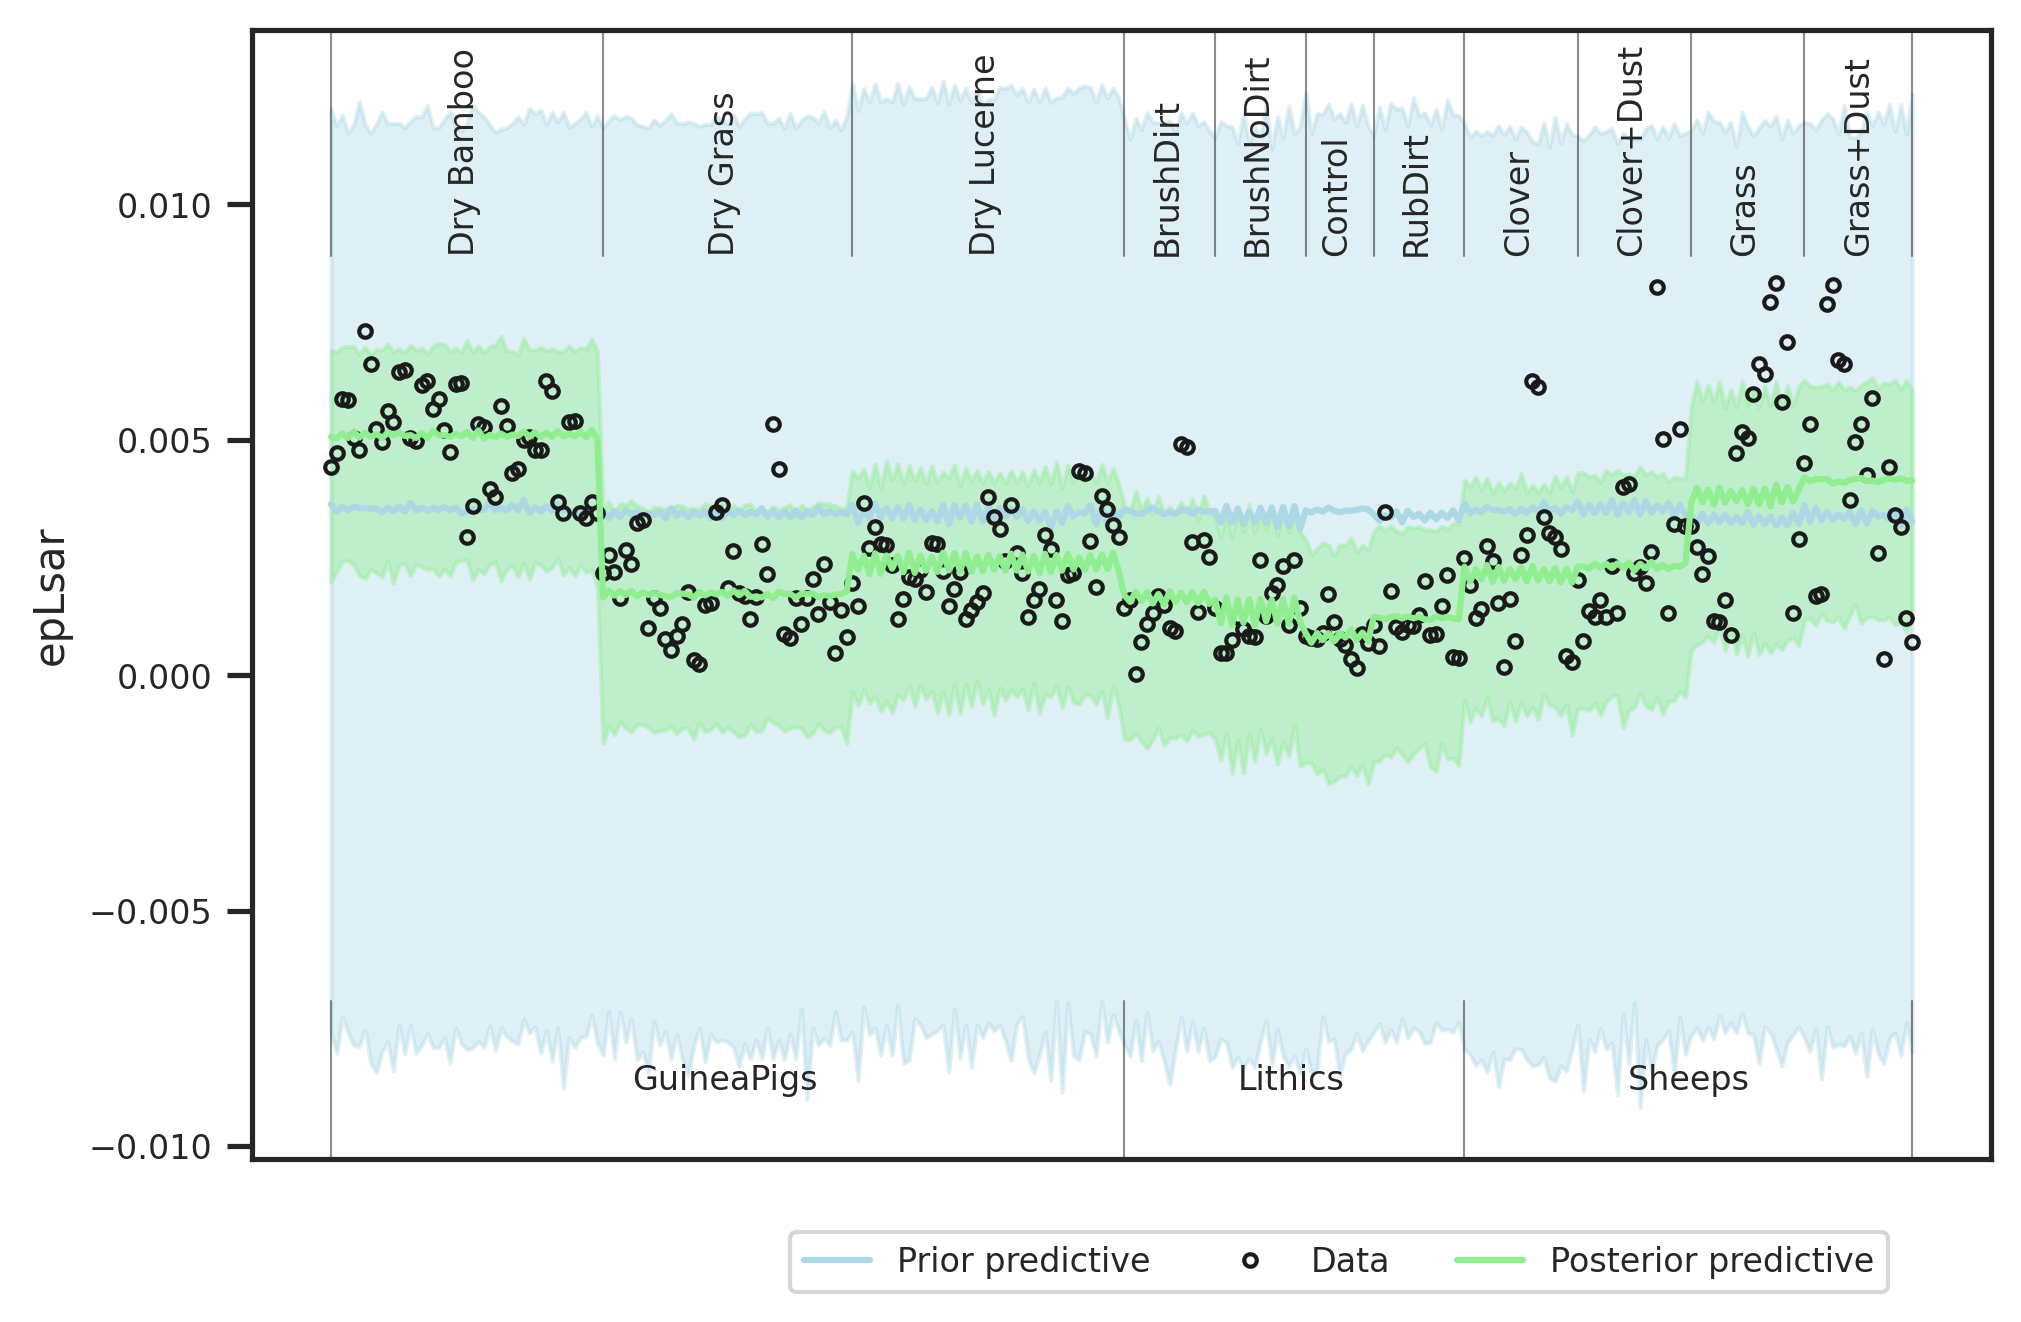 Dry Bamboo
Dry Grass
Dry Lucerne
BrushDirt
BrushNoDirt
Control
RubDirt
Clover
Clover+Dust
Grass
Grass+Dust
0.010
0.005
0.000
−0.005
−0.010
epLsar
GuineaPigs
Lithics
Sheeps
Prior predictive
Data
Posterior predictive